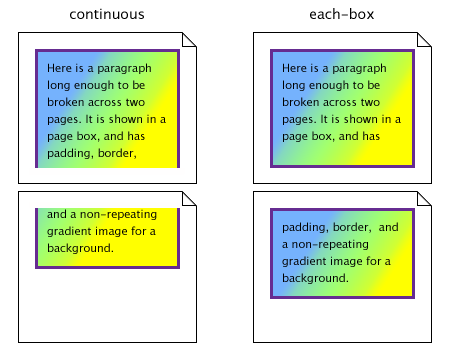 continuous
Here is a paragraph
long enough to be
broken across two
pages. It is shown in a
page box, and has
padding, border,
and a non-repeating
gradient image for a
background.
each-box
Here is a paragraph
long enough to be
broken across two
pages. It is shown in a
page box, and has
padding, border,  and
a non-repeating
gradient image for a
background.